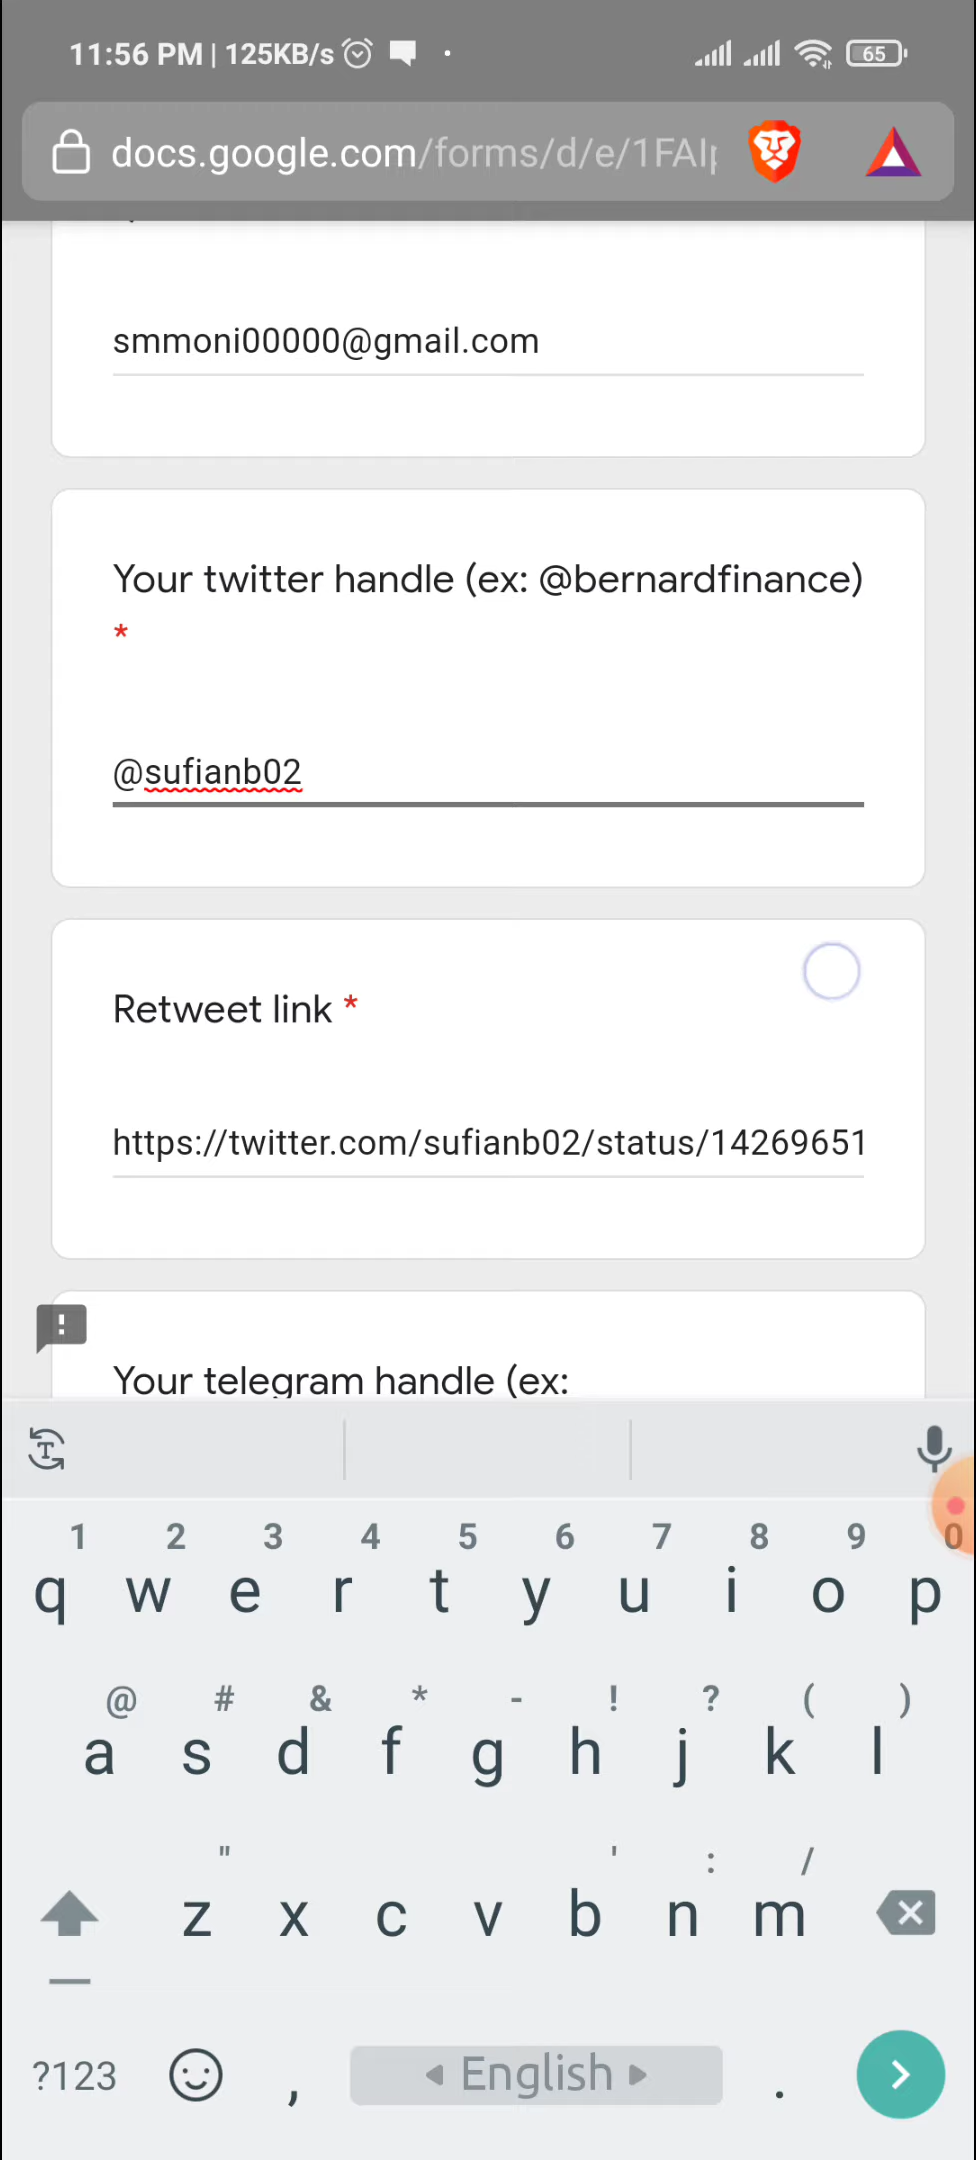 11:56 PM | 125KB/s
65
docs.google.com/forms/d/e/1FAIp
smmoni00000@gmail.com
Your twitter handle (ex: @bernardfinance)
*
@sufianb02
Retweet link *
https://twitter.com/sufianb02/status/14269651
Your telegram handle (ex:
1 2 3 4 5 6 7 8 9 0
q w e r t y u i o p
@ # & * - ! ? ( )
a s d f g h j k l
" ' : /
z x c v b n m
?123 , English .